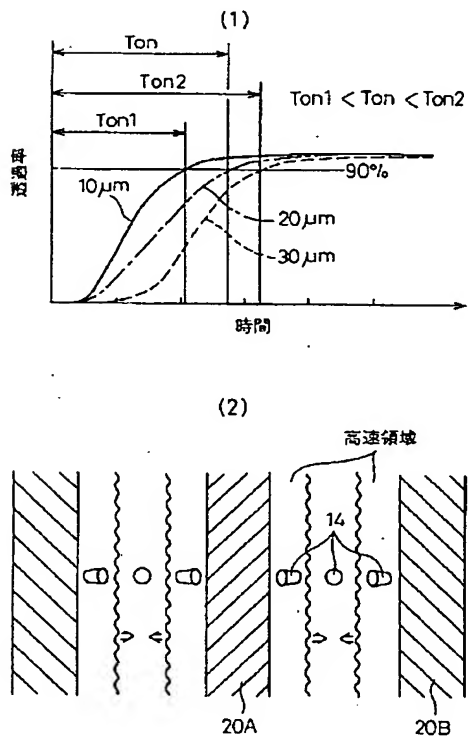 (1)
Ton
Ton2
Ton1
Ton1 < Ton < Ton2
透過率
90%
10μm
20μm
30μm
時間
(2)
高速領域
14
20A
20B